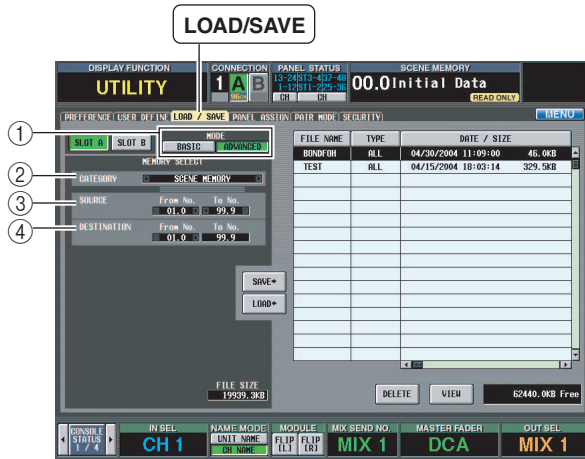 LOAD/SAVE
DISPLAY FUNCTION
UTILITY
CONNECTION
1 A B
96k
PANEL STATUS
13-24 ST3-4 37-48
1-12 ST1-2 25-36
CH CH
SCENE MEMORY
00.0 Initial Data
READ ONLY
PREFERENCE USER DEFINE LOAD / SAVE PANEL ASSIGN PAIR MODE SECURITY
MENU
1
SLOT A SLOT B
MODE
BASIC ADVANCED
MEMORY SELECT
2
CATEGORY SCENE MEMORY
3
SOURCE From No. To No.
01.0 99.9
4
DESTINATION From No. To No.
01.0 99.9
SAVE
LOAD
FILE SIZE
19939.3KB
FILE NAME TYPE DATE / SIZE
BONDFOH ALL 04/30/2004 11:09:00 46.0KB
TEST ALL 04/15/2004 18:03:14 329.5KB
DELETE VIEW 62440.0KB Free
CONSOLE STATUS 1 / 4
IN SEL
CH 1
NAME MODE
UNIT NAME
CH NAME
MODULE
FLIP [L] FLIP [R]
MIX SEND NO.
MIX 1
MASTER FADER
DCA
OUT SEL
MIX 1